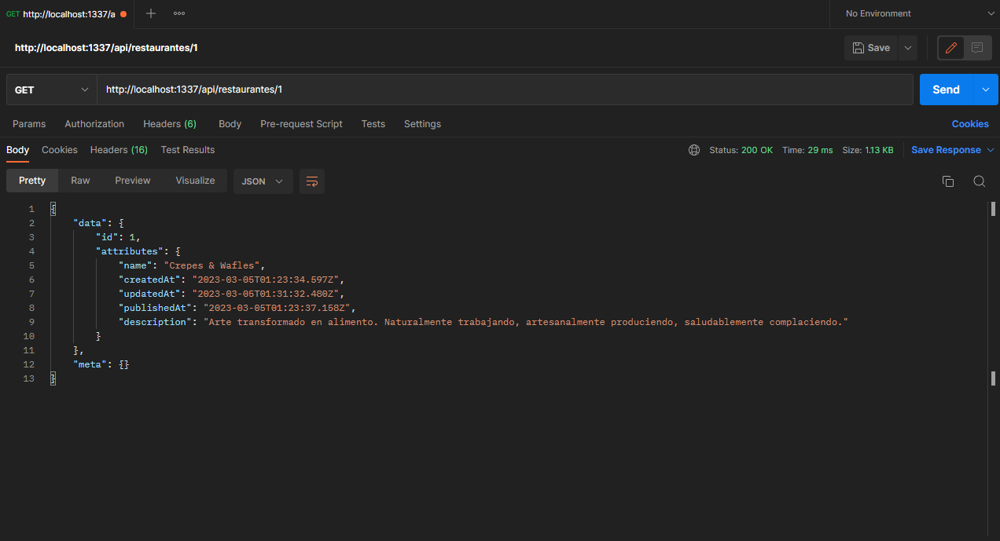 GET http://localhost:1337/a
No Environment
http://localhost:1337/api/restaurantes/1
Save
GET http://localhost:1337/api/restaurantes/1 Send
Params Authorization Headers (6) Body Pre-request Script Tests Settings Cookies
Body Cookies Headers (16) Test Results Status: 200 OK Time: 29 ms Size: 1.13 KB Save Response
Pretty Raw Preview Visualize JSON
1 {
2 "data": {
3 "id": 1,
4 "attributes": {
5 "name": "Crepes & Wafles",
6 "createdAt": "2023-03-05T01:23:34.597Z",
7 "updatedAt": "2023-03-05T01:31:32.480Z",
8 "publishedAt": "2023-03-05T01:23:37.158Z",
9 "description": "Arte transformado en alimento. Naturalmente trabajando, artesanalmente produciendo, saludablemente complaciendo."
10 }
11 },
12 "meta": {}
13 }